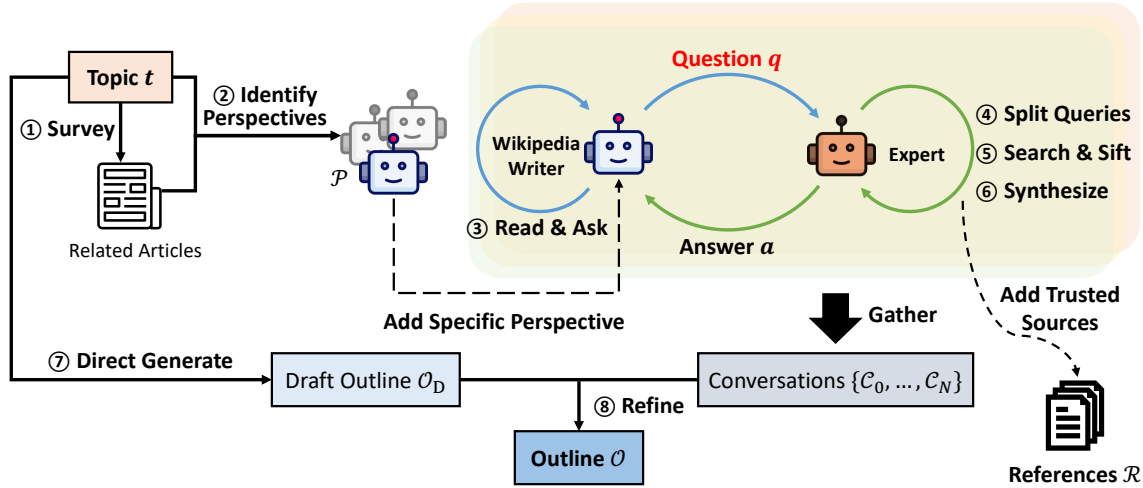 Topic t
① Survey
Related Articles
② Identify
Perspectives
𝒫
Wikipedia
Writer
③ Read & Ask
Question q
Answer a
Expert
④ Split Queries
⑤ Search & Sift
⑥ Synthesize
Add Specific Perspective
Gather
Add Trusted
Sources
⑦ Direct Generate
Draft Outline 𝒪_D
Conversations {𝒞₀, …, 𝒞_N}
⑧ Refine
Outline 𝒪
References ℛ